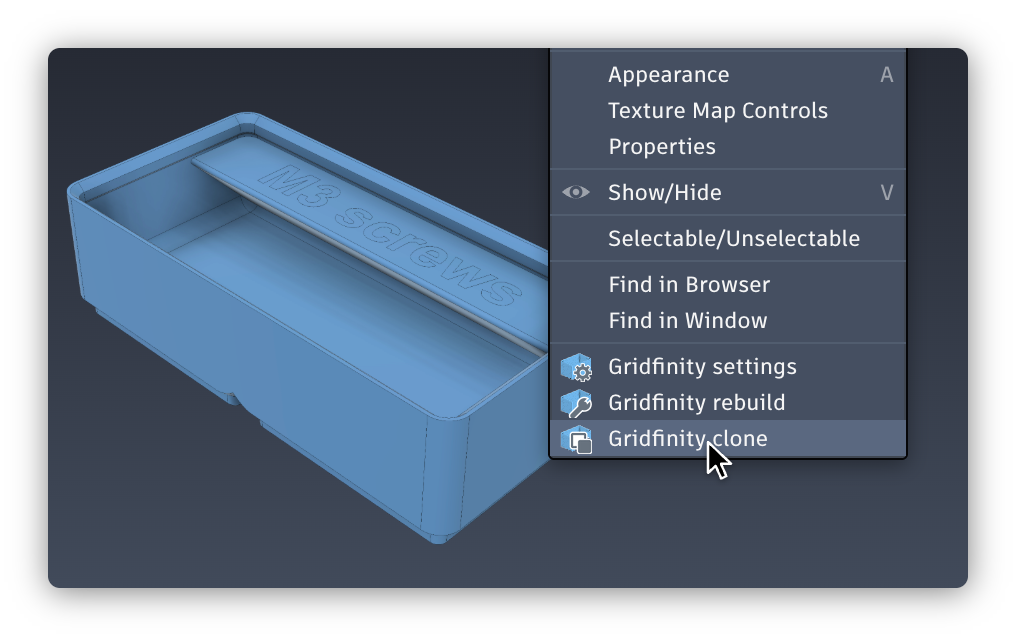 M3 screws
Appearance A
Texture Map Controls
Properties
Show/Hide V
Selectable/Unselectable
Find in Browser
Find in Window
Gridfinity settings
Gridfinity rebuild
Gridfinity clone